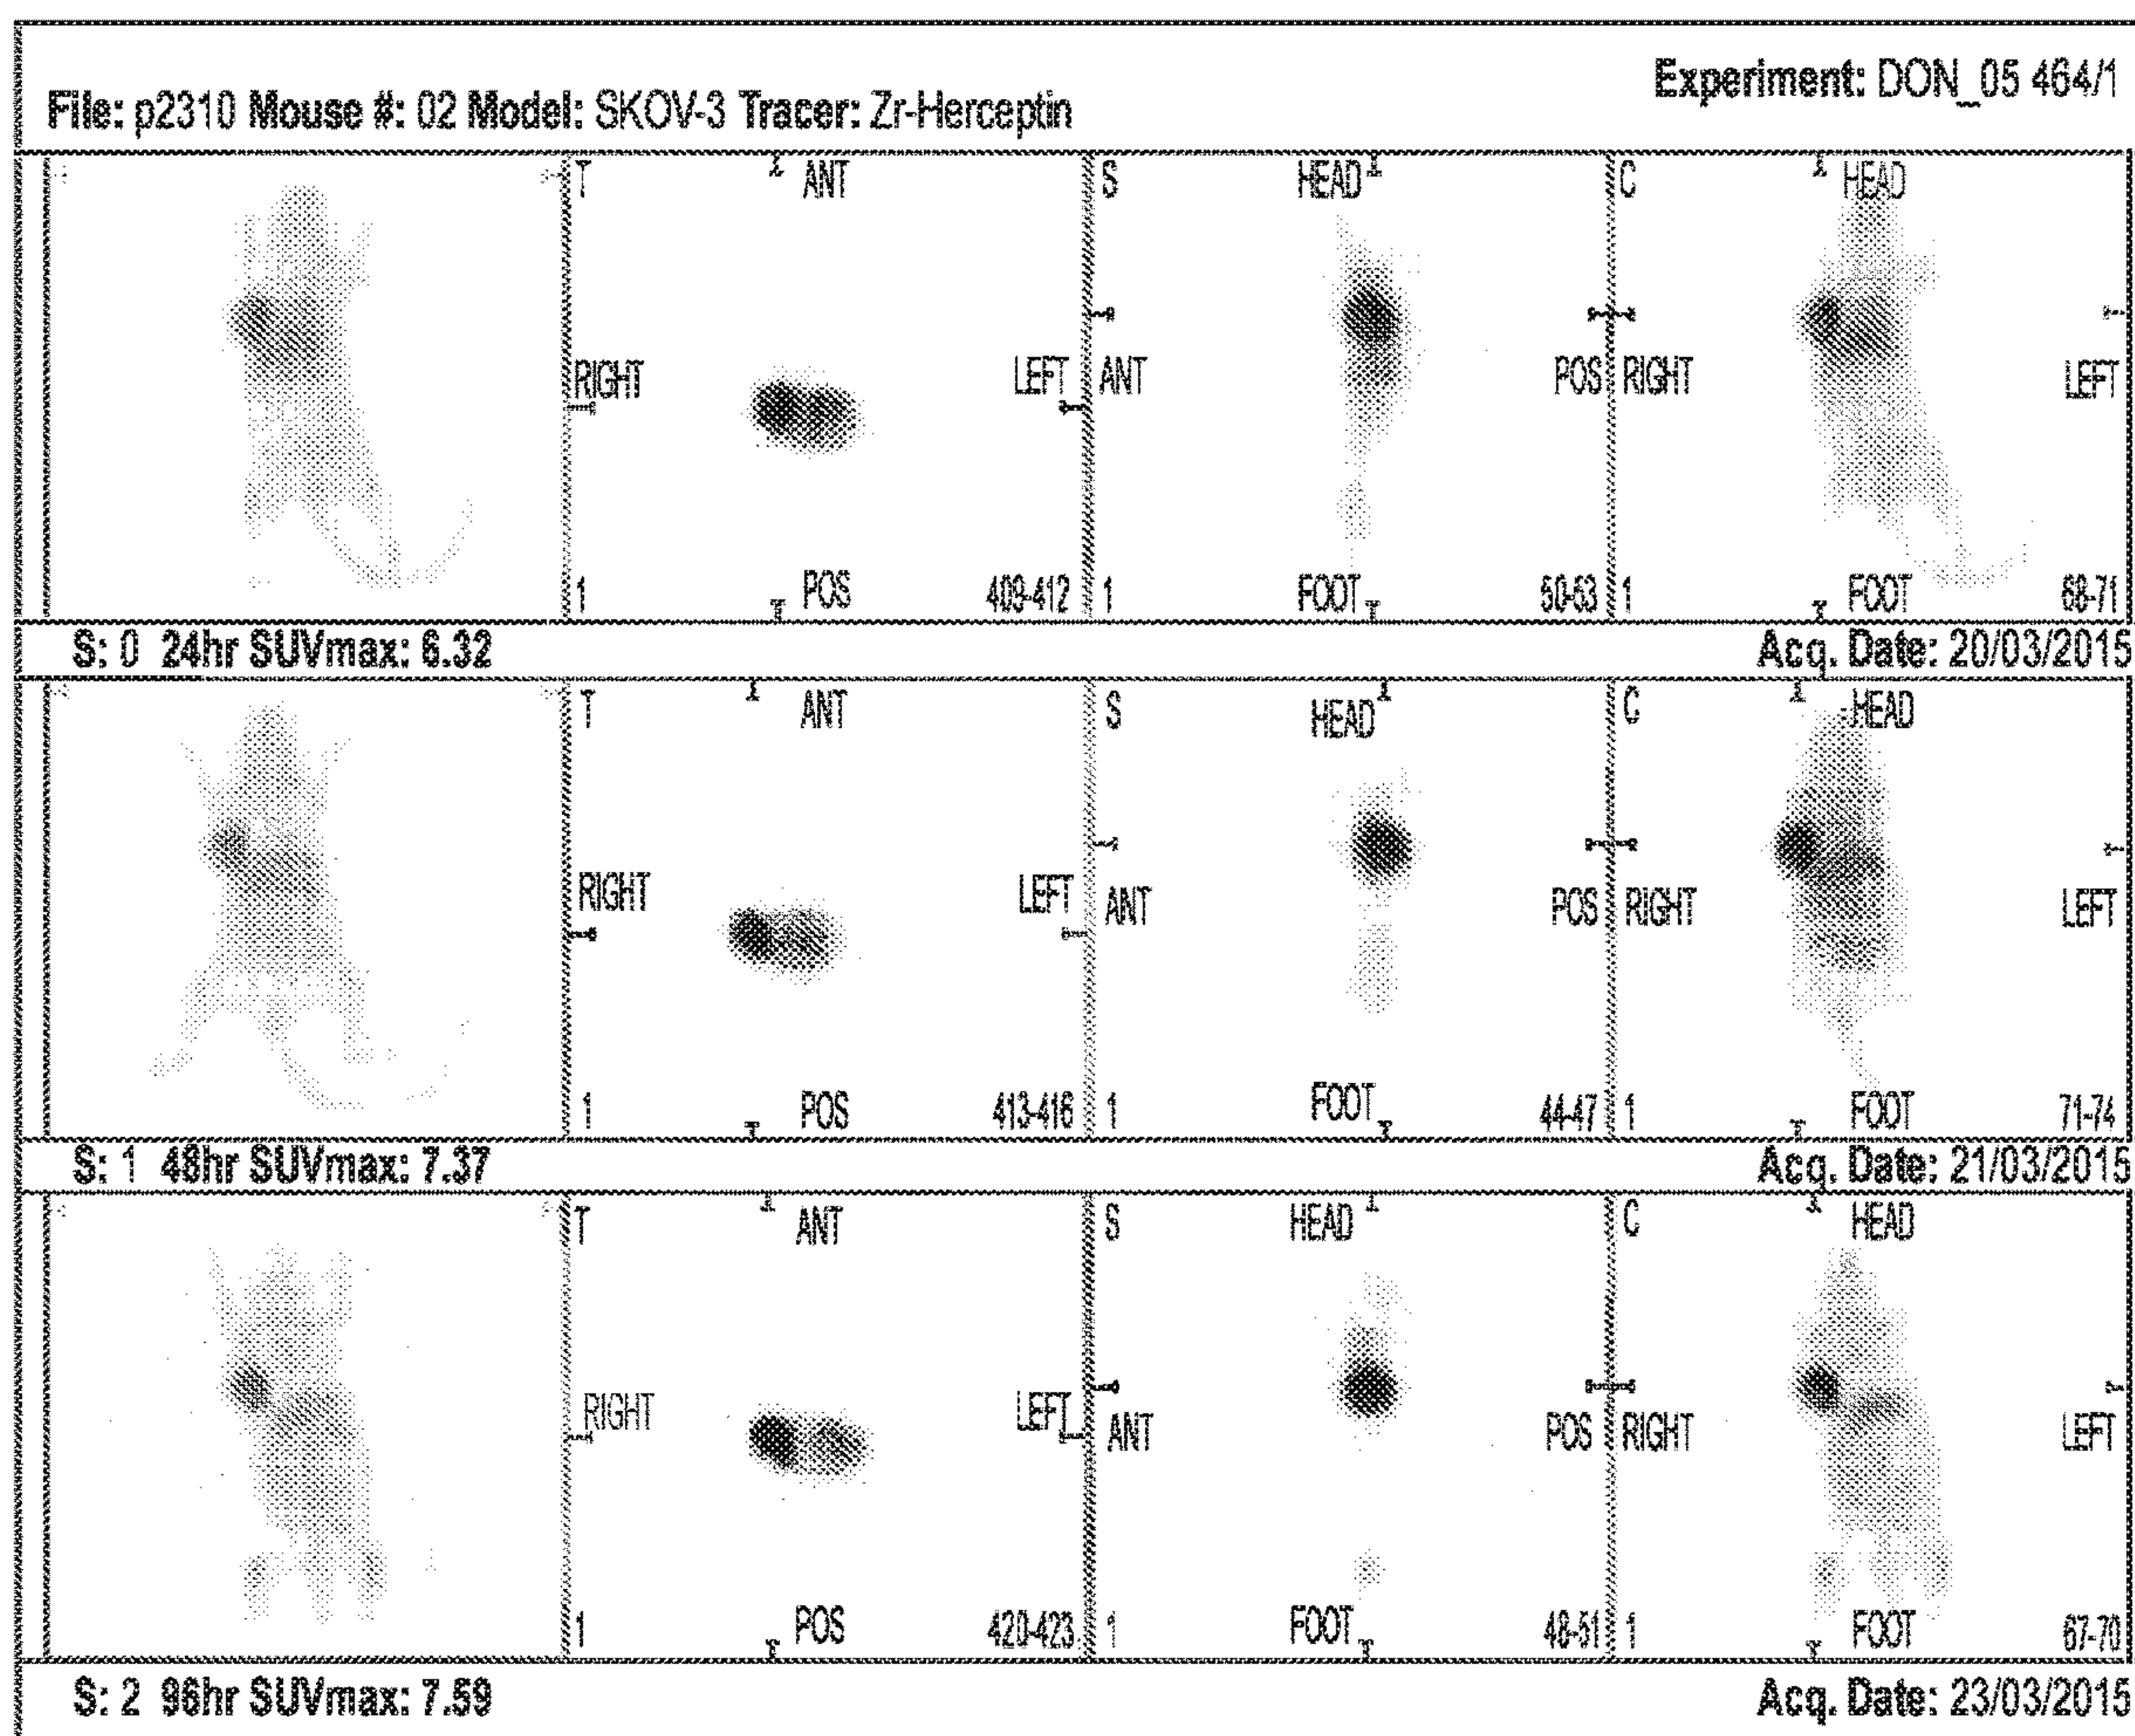 Experiment: DON_05 464/1
File: p2310 Mouse #: 02 Model: SKOV-3 Tracer: Zr-Herceptin
T ANT S HEAD C HEAD
RIGHT LEFT ANT POS RIGHT LEFT
1 POS 409-412 1 FOOT 50-53 1 FOOT 68-71
S: 0 24hr SUVmax: 6.32 Acq. Date: 20/03/2015
T ANT S HEAD C HEAD
RIGHT LEFT ANT POS RIGHT LEFT
1 POS 413-416 1 FOOT 44-47 1 FOOT 71-74
S: 1 48hr SUVmax: 7.37 Acq. Date: 21/03/2015
T ANT S HEAD C HEAD
RIGHT LEFT ANT POS RIGHT LEFT
1 POS 420-423 1 FOOT 48-51 1 FOOT 67-70
S: 2 96hr SUVmax: 7.59 Acq. Date: 23/03/2015